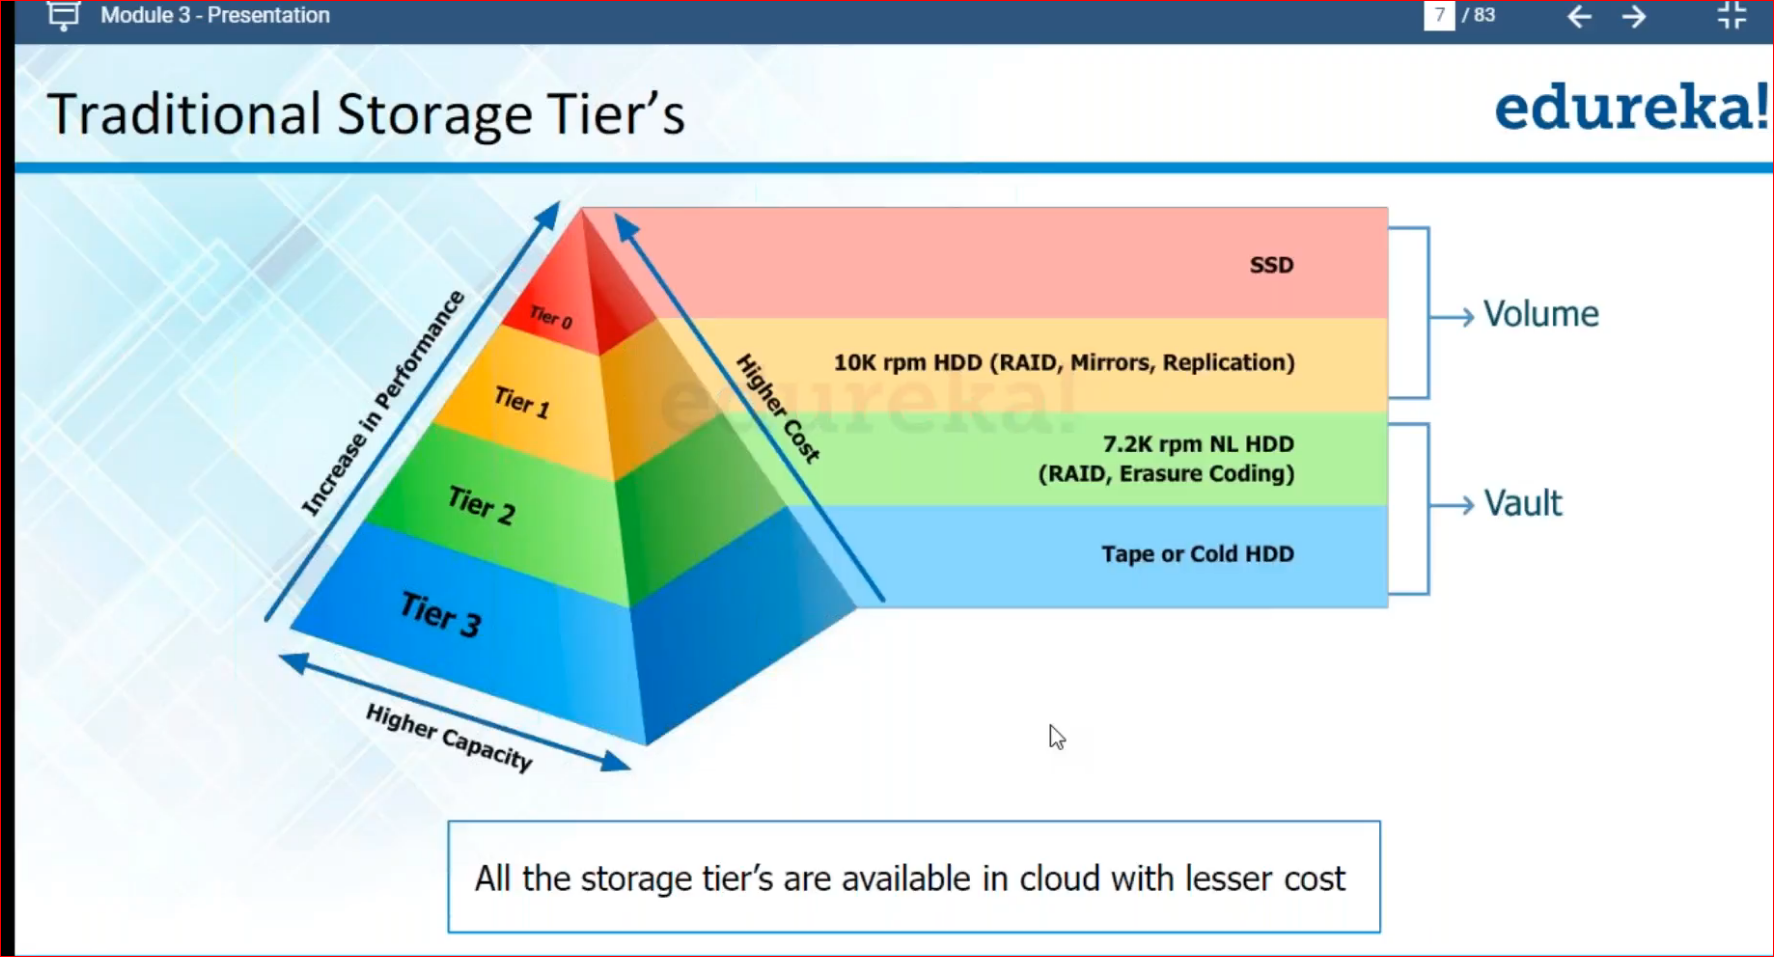 Module 3 - Presentation
7 / 83
Traditional Storage Tier's
edureka!
Increase in Performance
Higher Cost
Higher Capacity
Tier 0
Tier 1
Tier 2
Tier 3
SSD
10K rpm HDD (RAID, Mirrors, Replication)
7.2K rpm NL HDD
(RAID, Erasure Coding)
Tape or Cold HDD
Volume
Vault
edureka!
All the storage tier's are available in cloud with lesser cost